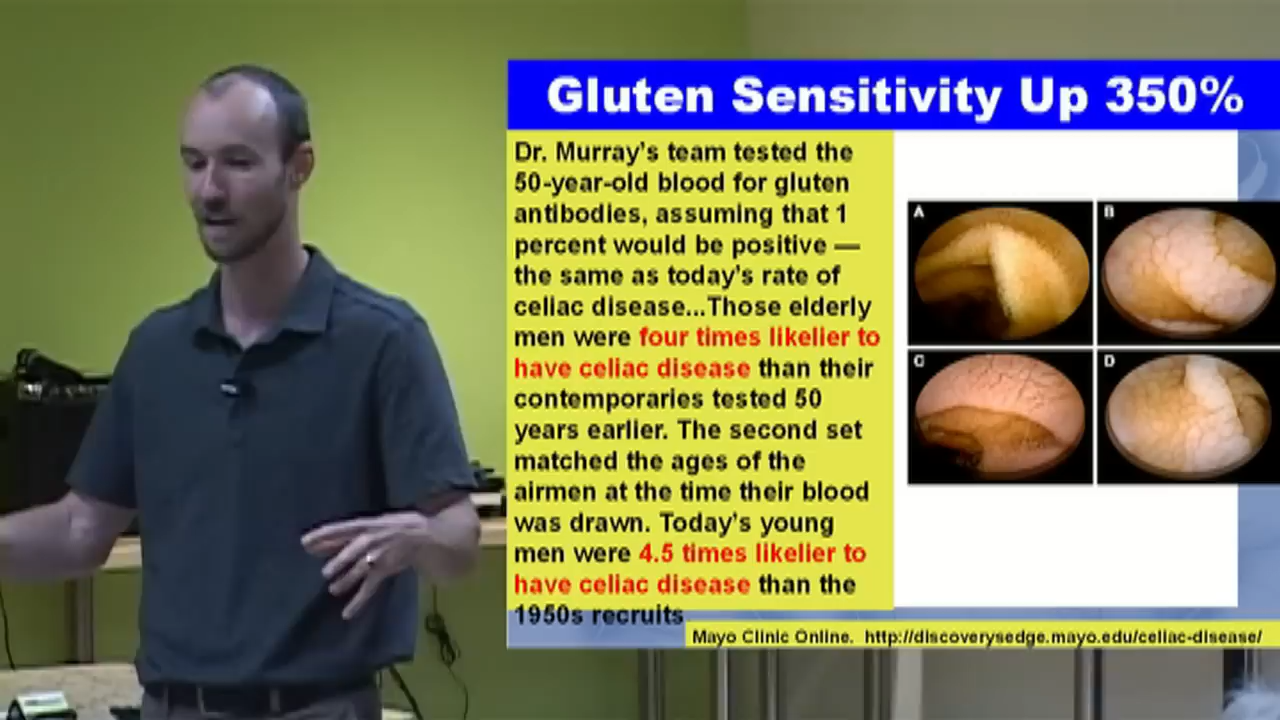 Gluten Sensitivity Up 350%
Dr. Murray's team tested the
50-year-old blood for gluten
antibodies, assuming that 1
percent would be positive —
the same as today's rate of
celiac disease...Those elderly
men were four times likelier to
have celiac disease than their
contemporaries tested 50
years earlier. The second set
matched the ages of the
airmen at the time their blood
was drawn. Today's young
men were 4.5 times likelier to
have celiac disease than the
1950s recruits
A
B
C
D
Mayo Clinic Online. http://discoverysedge.mayo.edu/celiac-disease/